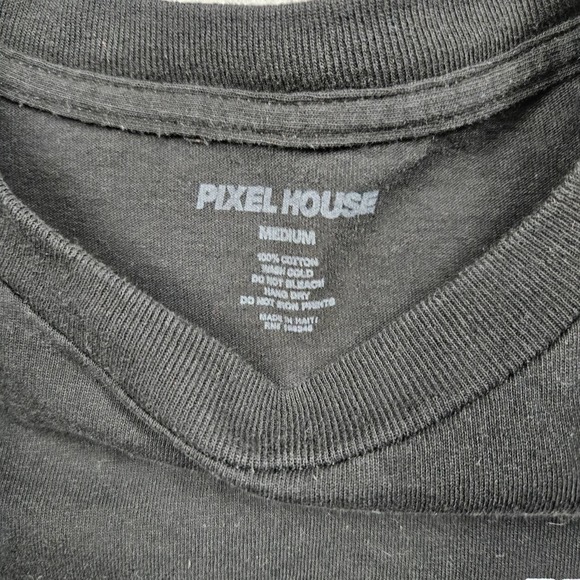 PIXEL HOUSE
MEDIUM
100% COTTON
WASH COLD
DO NOT BLEACH
HANG DRY
DO NOT IRON PRINTS
MADE IN HAITI
RN#